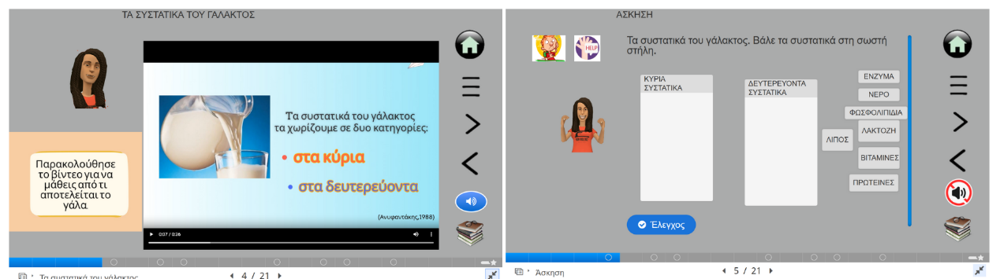 ΤΑ ΣΥΣΤΑΤΙΚΑ ΤΟΥ ΓΑΛΑΚΤΟΣ
Τα συστατικά του γάλακτος
τα χωρίζουμε σε δυο κατηγορίες:
• στα κύρια
• στα δευτερεύοντα
(Ανυφαντάκης,1988)
0:07 / 0:36
Παρακολούθησε
το βίντεο για να
μάθεις από τι
αποτελείται το
γάλα.
Τα συστατικά του γάλακτος
4 / 21
ΑΣΚΗΣΗ
HELP
Τα συστατικά του γάλακτος. Βάλε τα συστατικά στη σωστή
στήλη.
ΚΥΡΙΑ
ΣΥΣΤΑΤΙΚΑ
ΔΕΥΤΕΡΕΥΟΝΤΑ
ΣΥΣΤΑΤΙΚΑ
ΕΝΖΥΜΑ
ΝΕΡΟ
ΦΩΣΦΟΛΙΠΙΔΙΑ
ΛΑΚΤΟΖΗ
ΛΙΠΟΣ
ΒΙΤΑΜΙΝΕΣ
ΠΡΩΤΕΙΝΕΣ
Έλεγχος
Άσκηση
5 / 21